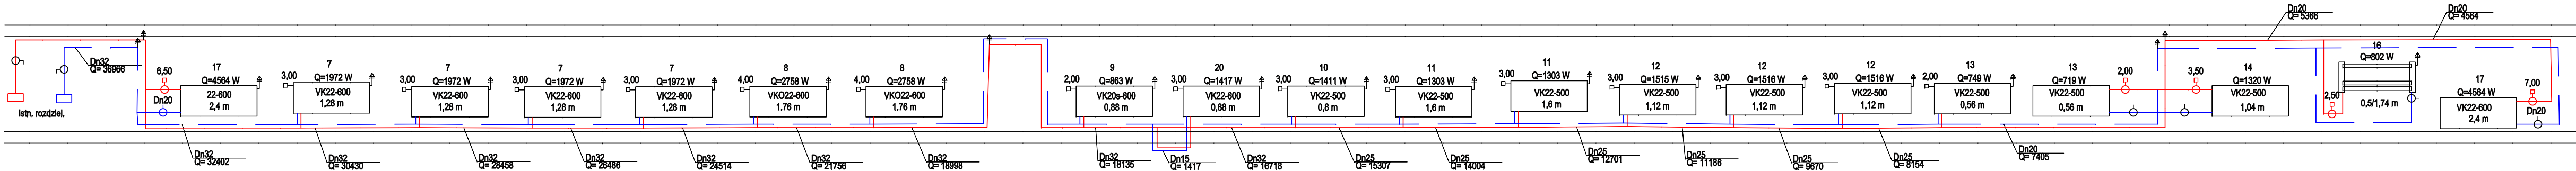 Dn32
Q= 36966
istn. rozdziel.
6,50
Dn20
17
Q=4564 W
22-600
2,4 m
3,00
7
Q=1972 W
VK22-600
1,28 m
3,00
7
Q=1972 W
VK22-600
1,28 m
3,00
7
Q=1972 W
VK22-600
1,28 m
3,00
7
Q=1972 W
VK22-600
1,28 m
4,00
8
Q=2758 W
VKO22-600
1.76 m
4,00
8
Q=2758 W
VKO22-600
1.76 m
2,00
9
Q=863 W
VK20s-600
0,88 m
3,00
20
Q=1417 W
VK22-600
0,88 m
3,00
10
Q=1411 W
VK22-500
0,8 m
3,00
11
Q=1303 W
VK22-500
1,6 m
3,00
11
Q=1303 W
VK22-500
1,6 m
3,00
12
Q=1515 W
VK22-500
1,12 m
3,00
12
Q=1516 W
VK22-500
1,12 m
3,00
12
Q=1516 W
VK22-500
1,12 m
2,00
13
Q=749 W
VK22-500
0,56 m
13
Q=719 W
VK22-500
0,56 m
2,00
3,50
14
Q=1320 W
VK22-500
1,04 m
Dn20
Q= 5366
Dn20
Q= 4564
16
Q=802 W
2,50
0,5/1,74 m
17
Q=4564 W
VK22-600
2,4 m
7,00
Dn20
Dn32
Q= 32402
Dn32
Q= 30430
Dn32
Q= 28458
Dn32
Q= 26486
Dn32
Q= 24514
Dn32
Q= 21756
Dn32
Q= 18998
Dn32
Q= 18135
Dn15
Q= 1417
Dn32
Q= 16718
Dn25
Q= 15307
Dn25
Q= 14004
Dn25
Q= 12701
Dn25
Q= 11186
Dn25
Q= 9670
Dn25
Q= 8154
Dn20
Q= 7405